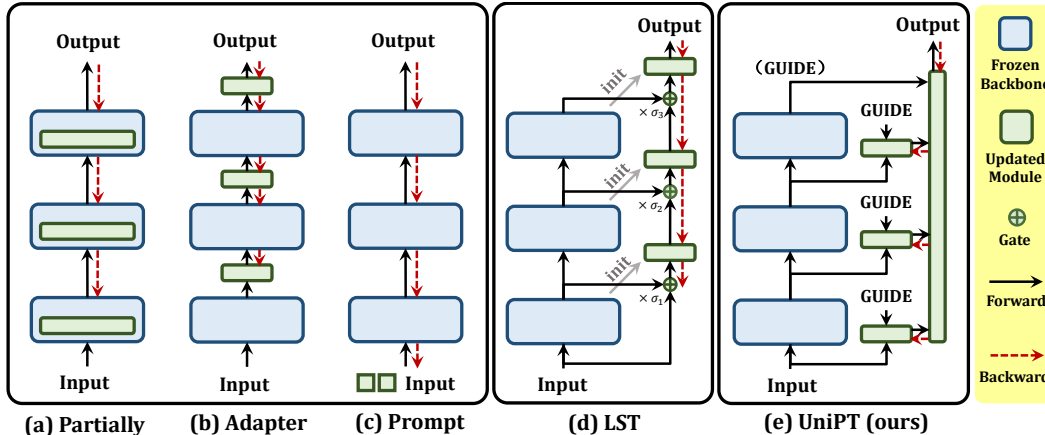 Output
Input
(a) Partially
Output
Input
(b) Adapter
Output
Input
(c) Prompt
Output
init
× σ3
init
× σ2
init
× σ1
Input
(d) LST
Output
(GUIDE)
GUIDE
GUIDE
GUIDE
Input
(e) UniPT (ours)
Frozen
Backbone
Updated
Module
Gate
Forward
Backward